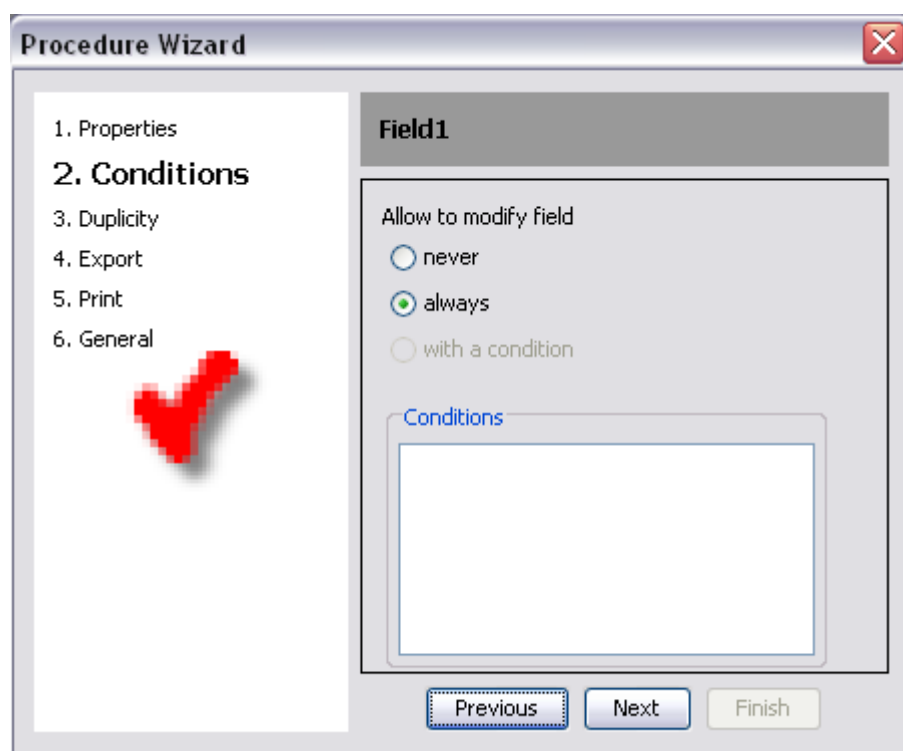 Procedure Wizard
1. Properties
2. Conditions
3. Duplicity
4. Export
5. Print
6. General
Field1
Allow to modify field
never
always
with a condition
Conditions
Previous Next Finish